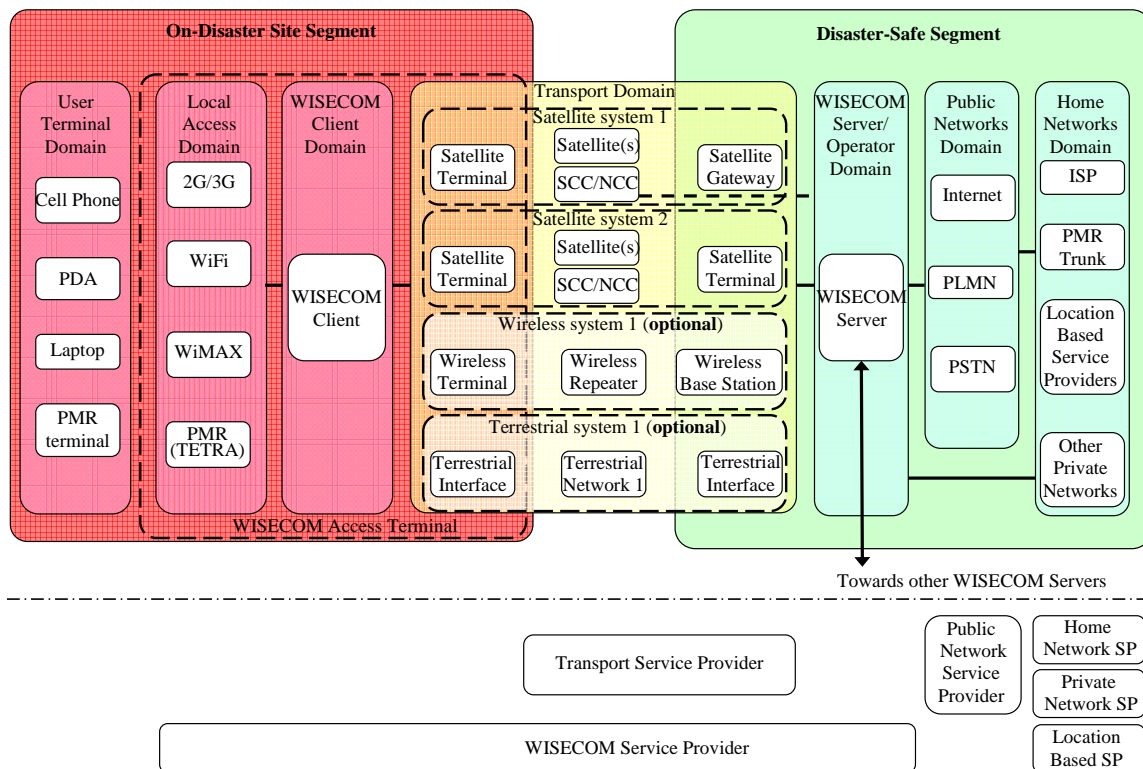 On-Disaster Site Segment
Disaster-Safe Segment
User
Terminal
Domain
Cell Phone
PDA
Laptop
PMR
terminal
Local
Access
Domain
2G/3G
WiFi
WiMAX
PMR
(TETRA)
WISECOM
Client
Domain
WISECOM
Client
WISECOM Access Terminal
Transport Domain
Satellite system 1
Satellite
Terminal
Satellite(s)
SCC/NCC
Satellite
Gateway
Satellite system 2
Satellite
Terminal
Satellite(s)
SCC/NCC
Satellite
Terminal
Wireless system 1 (optional)
Wireless
Terminal
Wireless
Repeater
Wireless
Base Station
Terrestrial system 1 (optional)
Terrestrial
Interface
Terrestrial
Network 1
Terrestrial
Interface
WISECOM
Server/
Operator
Domain
WISECOM
Server
Public
Networks
Domain
Internet
PLMN
PSTN
Home
Networks
Domain
ISP
PMR
Trunk
Location
Based
Service
Providers
Other
Private
Networks
Towards other WISECOM Servers
Transport Service Provider
Public
Network
Service
Provider
Home
Network SP
Private
Network SP
Location
Based SP
WISECOM Service Provider